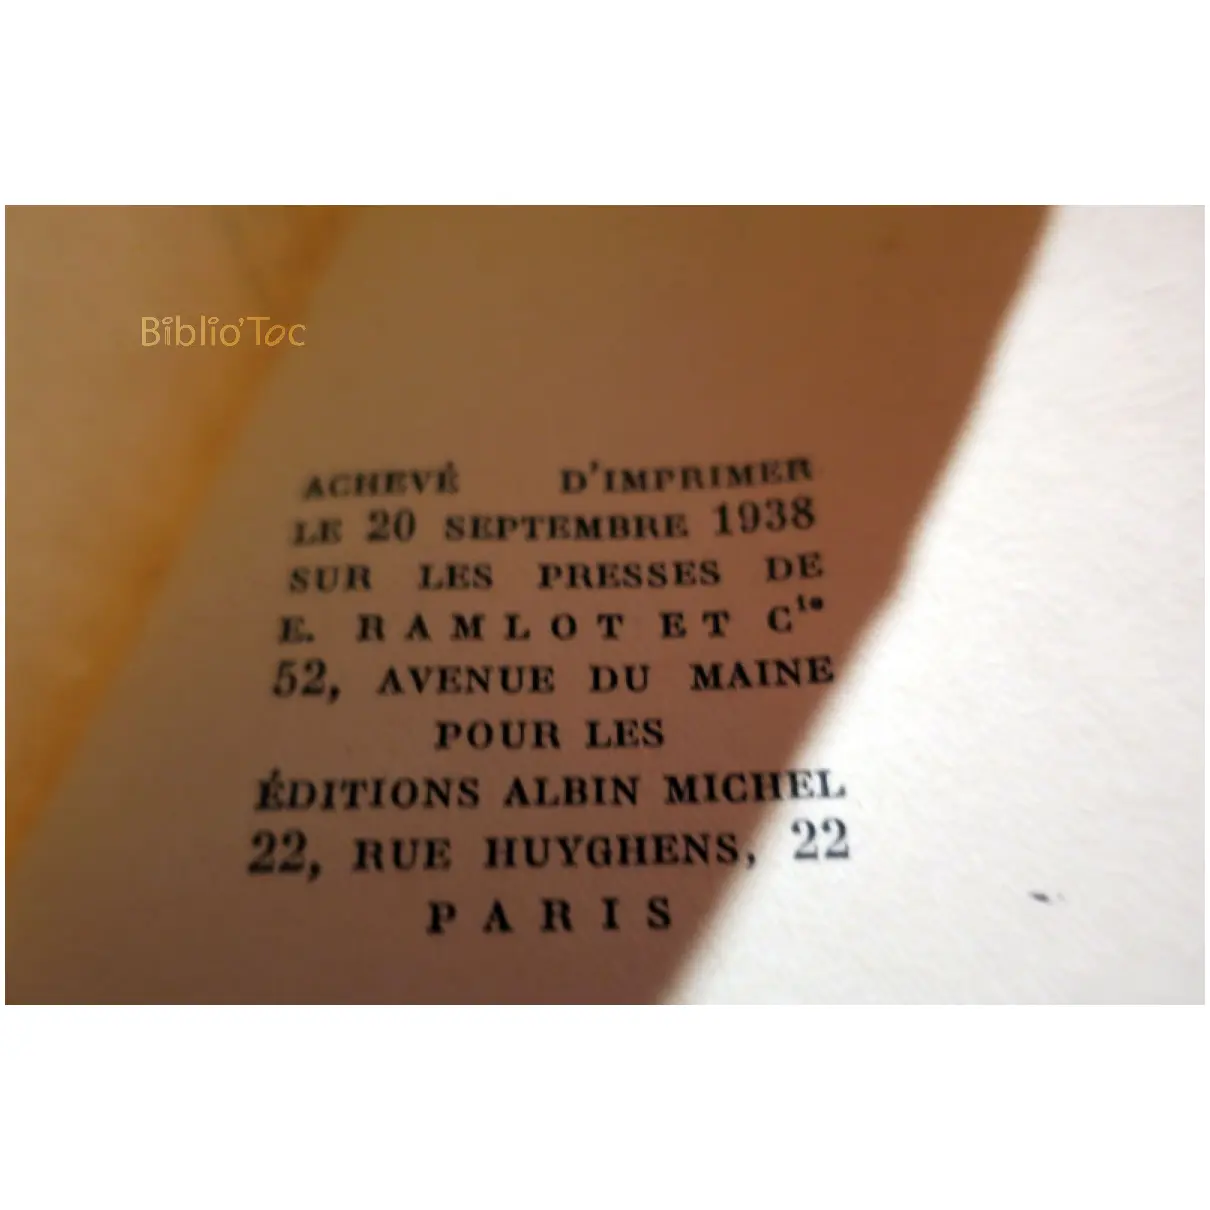 Biblio'Toc
ACHEVÉ D'IMPRIMER
LE 20 SEPTEMBRE 1938
SUR LES PRESSES DE
E. RAMLOT ET Cie
52, AVENUE DU MAINE
POUR LES
ÉDITIONS ALBIN MICHEL
22, RUE HUYGHENS, 22
PARIS